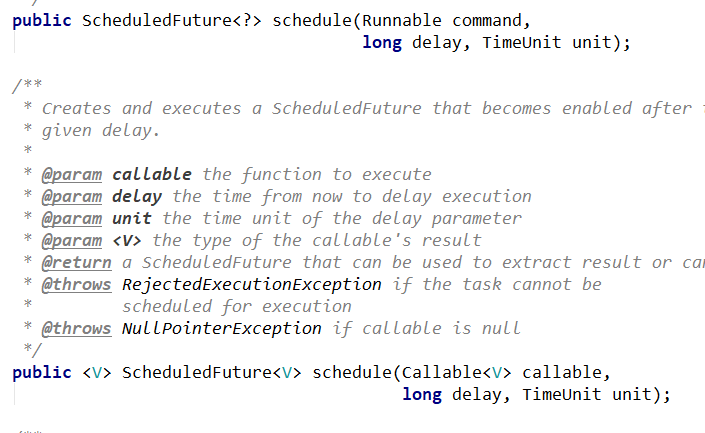 public ScheduledFuture<?> schedule(Runnable command,
long delay, TimeUnit unit);
/**
* Creates and executes a ScheduledFuture that becomes enabled after
* given delay.
*
* @param callable the function to execute
* @param delay the time from now to delay execution
* @param unit the time unit of the delay parameter
* @param <V> the type of the callable's result
* @return a ScheduledFuture that can be used to extract result or
* @throws RejectedExecutionException if the task cannot be
* scheduled for execution
* @throws NullPointerException if callable is null
*/
public <V> ScheduledFuture<V> schedule(Callable<V> callable,
long delay, TimeUnit unit);